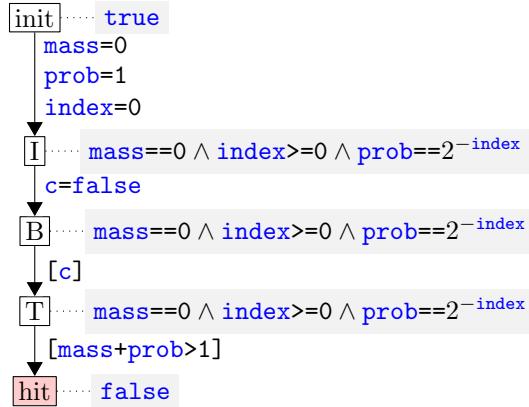 init true
mass=0
prob=1
index=0
I mass==0 ∧ index>=0 ∧ prob==2^{-index}
c=false
B mass==0 ∧ index>=0 ∧ prob==2^{-index}
[c]
T mass==0 ∧ index>=0 ∧ prob==2^{-index}
[mass+prob>1]
hit false